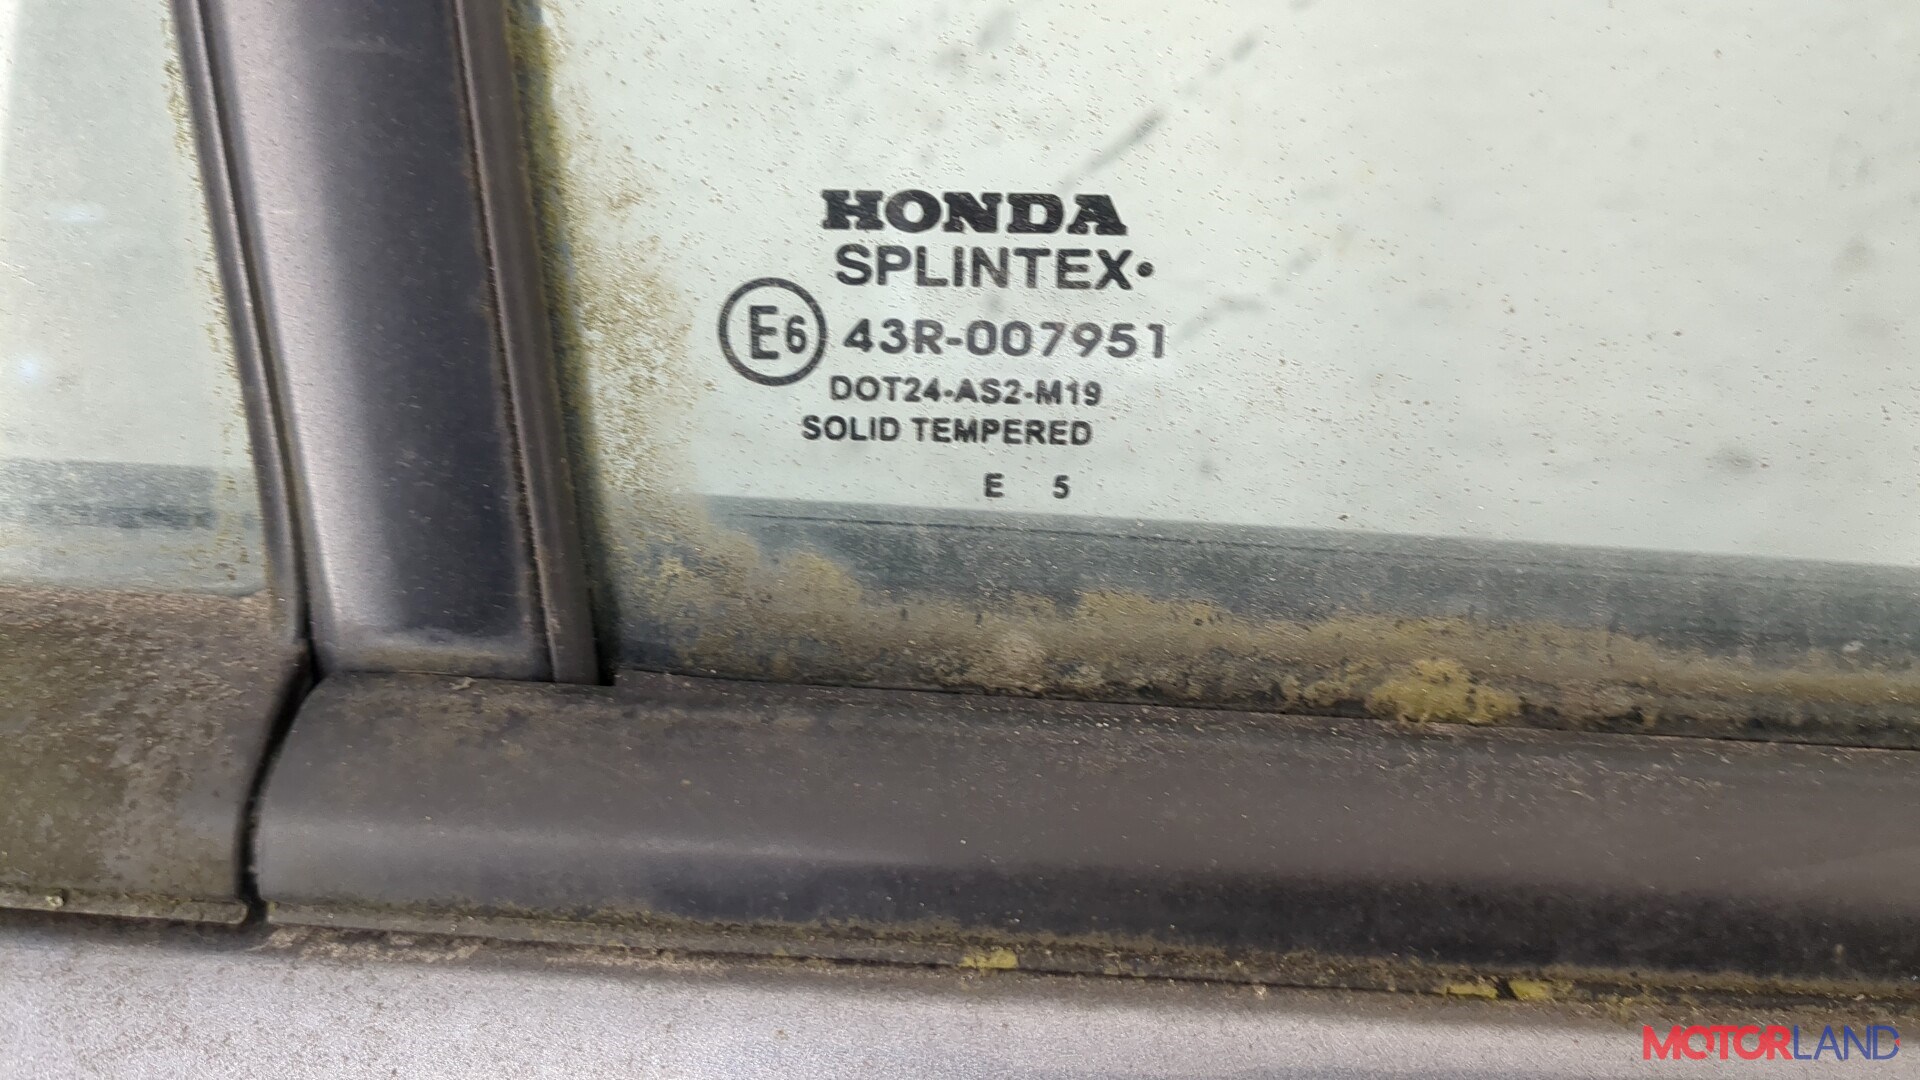 HONDA
SPLINTEX•
E6 43R-007951
DOT24-AS2-M19
SOLID TEMPERED
E 5
MOTORLAND